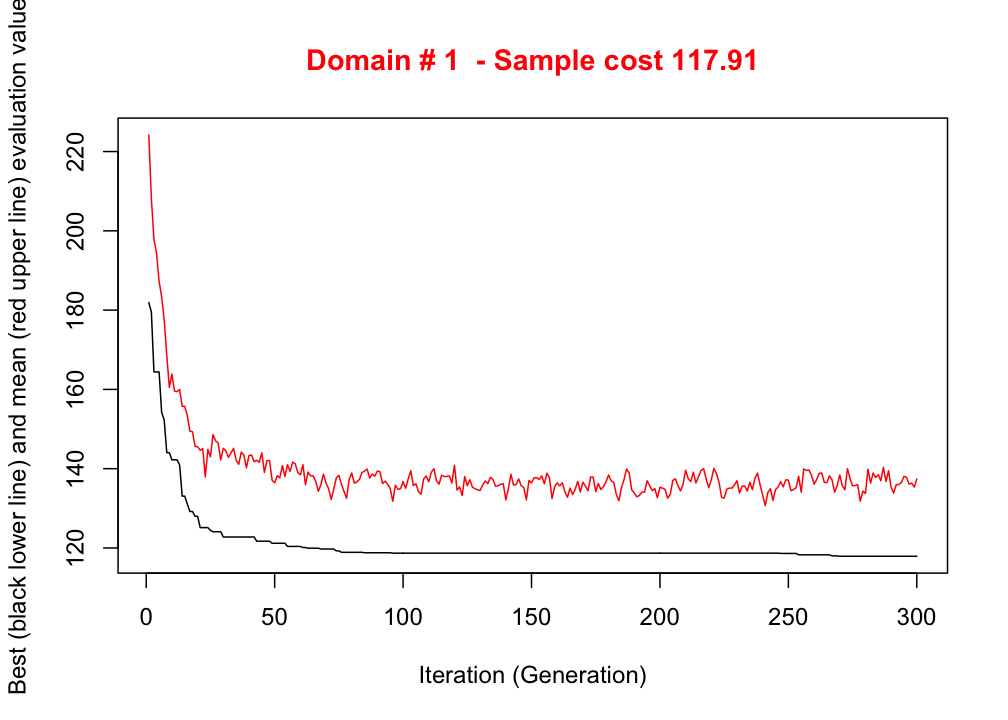 Domain # 1 - Sample cost 117.91
Best (black lower line) and mean (red upper line) evaluation value
220
200
180
160
140
120
0 50 100 150 200 250 300
Iteration (Generation)